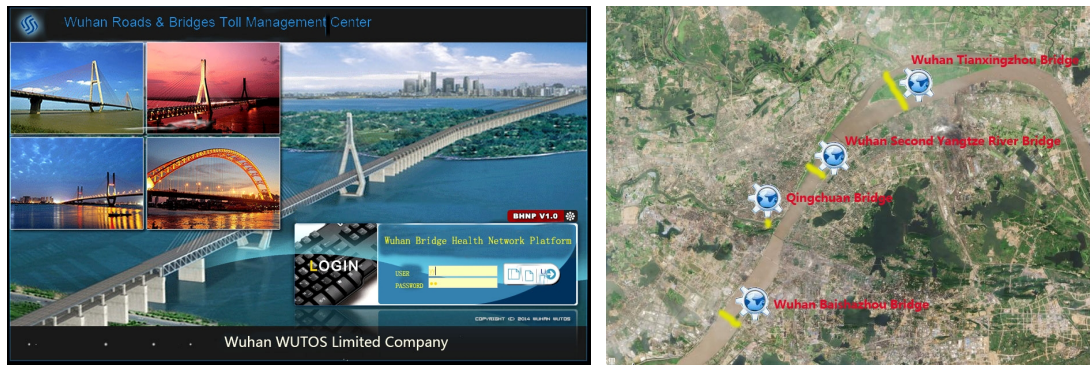 Wuhan Roads & Bridges Toll Management Center
BHNP V1.0
Wuhan Bridge Health Network Platform
LOGIN
USER
PASSWORD
COPYRIGHT (C) 2014 WUHAN WUTOS
Wuhan WUTOS Limited Company
Wuhan Tianxingzhou Bridge
Wuhan Second Yangtze River Bridge
Qingchuan Bridge
Wuhan Baishazhou Bridge